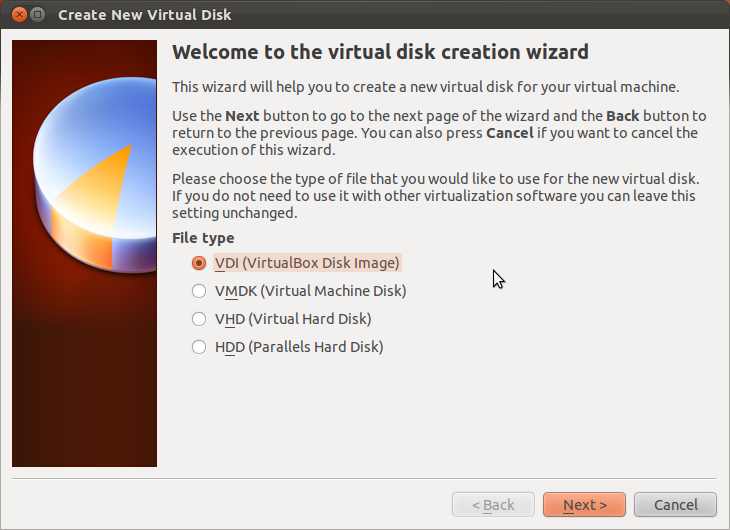 Create New Virtual Disk
Welcome to the virtual disk creation wizard
This wizard will help you to create a new virtual disk for your virtual machine.
Use the Next button to go to the next page of the wizard and the Back button to
return to the previous page. You can also press Cancel if you want to cancel the
execution of this wizard.
Please choose the type of file that you would like to use for the new virtual disk.
If you do not need to use it with other virtualization software you can leave this
setting unchanged.
File type
VDI (VirtualBox Disk Image)
VMDK (Virtual Machine Disk)
VHD (Virtual Hard Disk)
HDD (Parallels Hard Disk)
< Back Next > Cancel